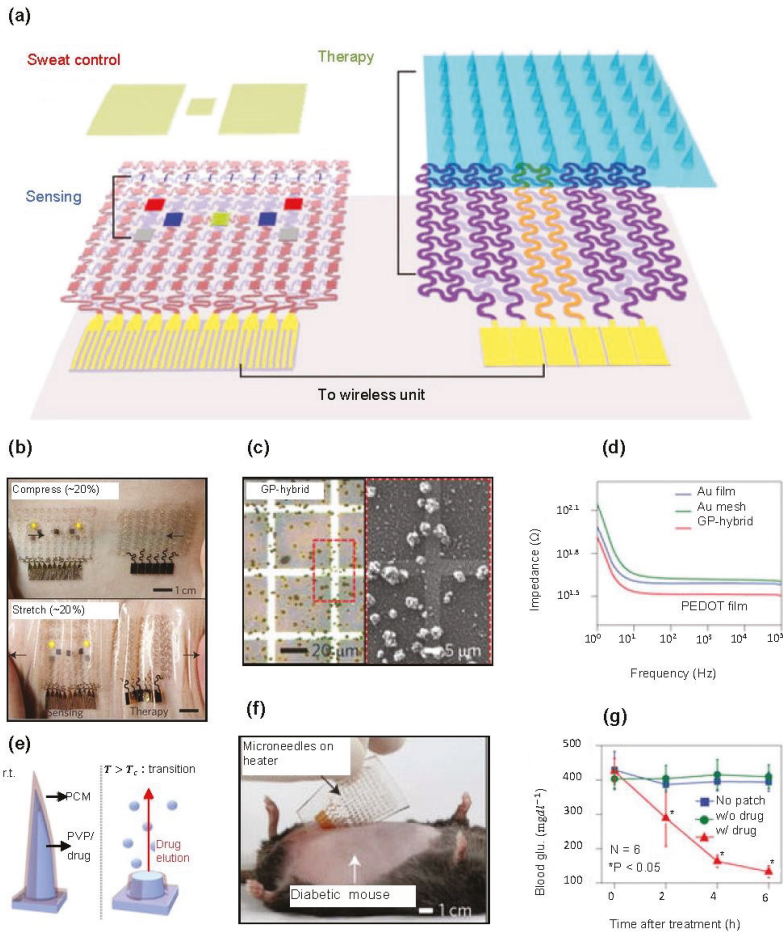 (a)
Sweat control
Therapy
Sensing
To wireless unit
(b)
Compress (~20%)
1 cm
Stretch (~20%)
Sensing
Therapy
(c)
GP-hybrid
20 µm
5 µm
(d)
Impedance (Ω)
10^2.1
10^1.8
10^1.5
Au film
Au mesh
GP-hybrid
PEDOT film
10^0
10^1
10^2
10^3
10^4
10^5
Frequency (Hz)
(e)
r.t.
PCM
PVP/
drug
T > Tc : transition
Drug
elution
(f)
Microneedles on
heater
Diabetic mouse
1 cm
(g)
Blood glu. (mgdl⁻¹)
500
400
300
200
100
No patch
w/o drug
w/ drug
N = 6
*P < 0.05
*
*
*
0
2
4
6
Time after treatment (h)